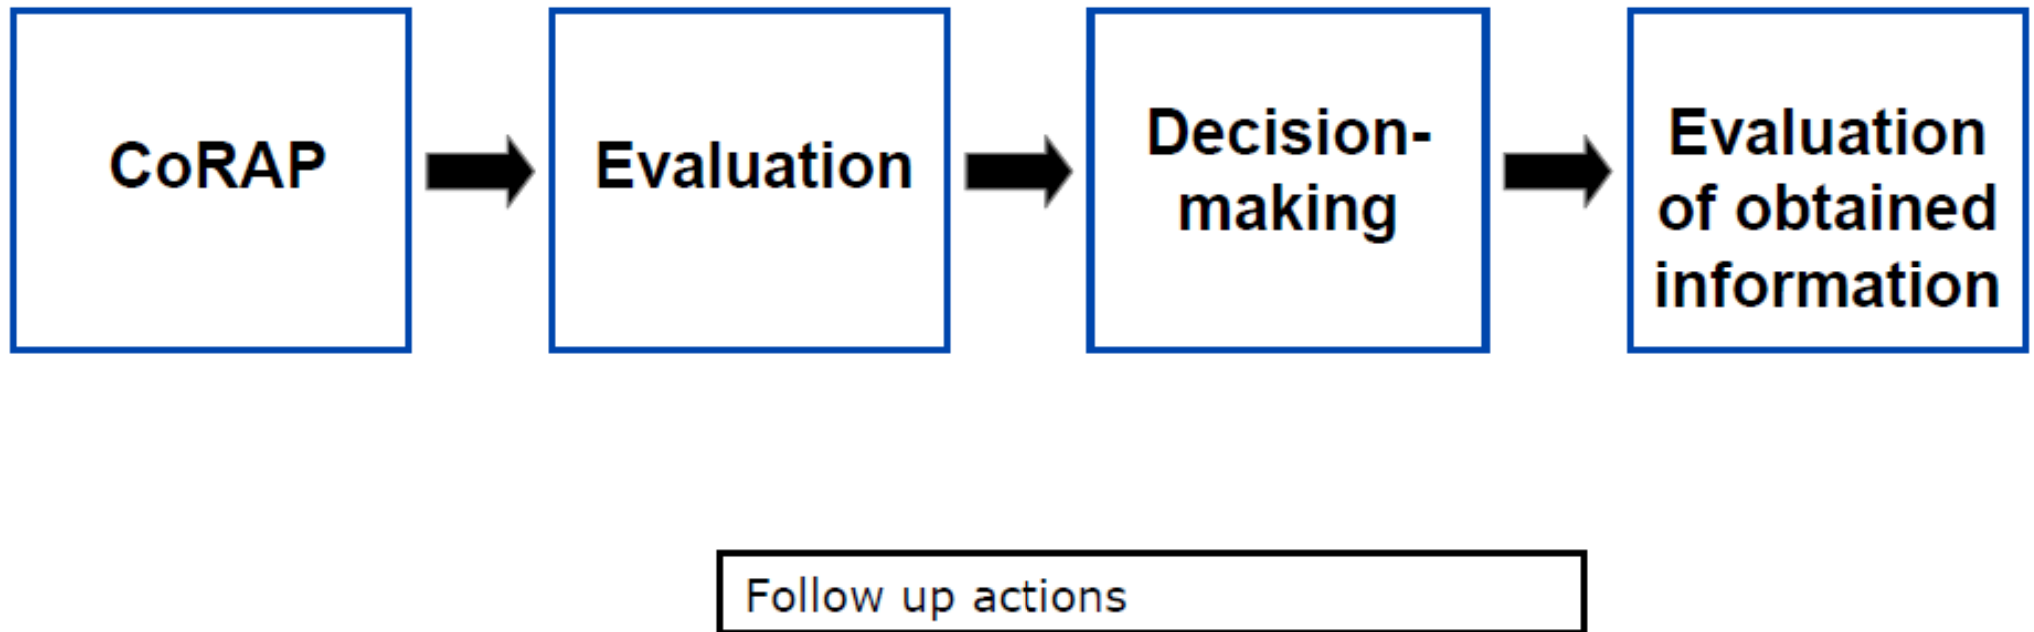 CoRAP
Evaluation
Decision-
making
Evaluation
of obtained
information
Follow up actions